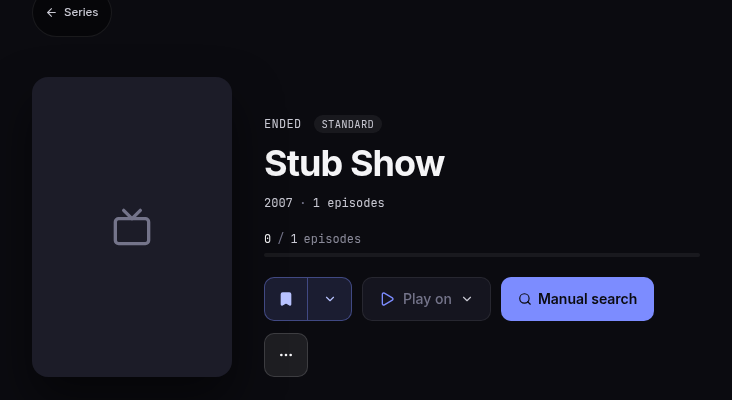 Series
ENDED STANDARD
Stub Show
2007 · 1 episodes
0 / 1 episodes
Play on Manual search